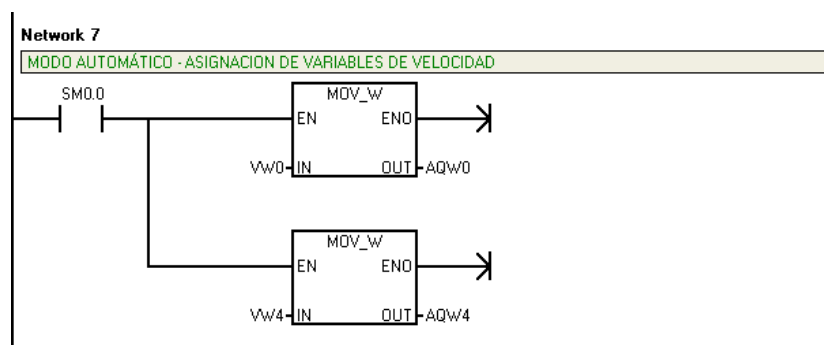 Network 7
MODO AUTOMÁTICO - ASIGNACION DE VARIABLES DE VELOCIDAD
SM0.0
MOV_W
EN ENO
VW0 IN OUT AQW0
MOV_W
EN ENO
VW4 IN OUT AQW4